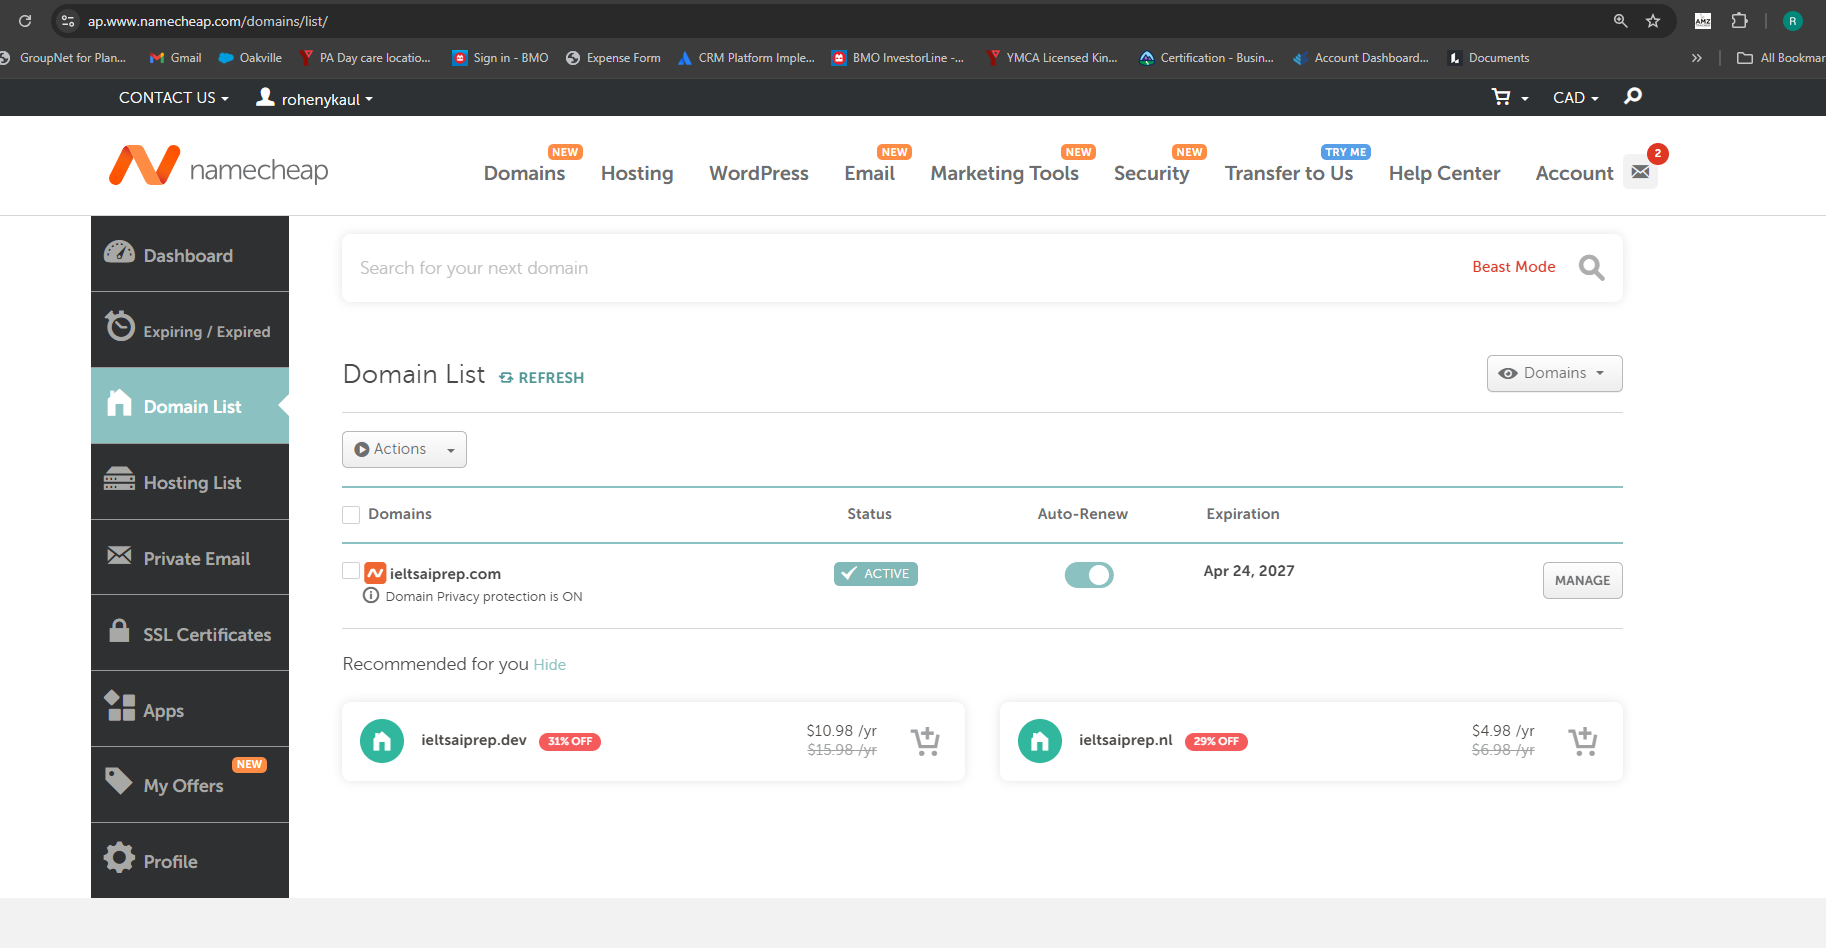 ap.www.namecheap.com/domains/list/
R
GroupNet for Plan... Gmail Oakville PA Day care locatio... Sign in - BMO Expense Form CRM Platform Imple... BMO InvestorLine -... YMCA Licensed Kin... Certification - Busin... Account Dashboard... Documents » All Bookmar
CONTACT US rohenykaul CAD
namecheap
NEW NEW NEW NEW TRY ME 2
Domains Hosting WordPress Email Marketing Tools Security Transfer to Us Help Center Account
Dashboard
Expiring / Expired
Domain List
Hosting List
Private Email
SSL Certificates
Apps
NEW
My Offers
Profile
Search for your next domain Beast Mode
Domain List REFRESH Domains
Actions
Domains Status Auto-Renew Expiration
ieltsaiprep.com ACTIVE Apr 24, 2027 MANAGE
Domain Privacy protection is ON
Recommended for you Hide
ieltsaiprep.dev 31% OFF $10.98 /yr
$15.98 /yr
ieltsaiprep.nl 29% OFF $4.98 /yr
$6.98 /yr